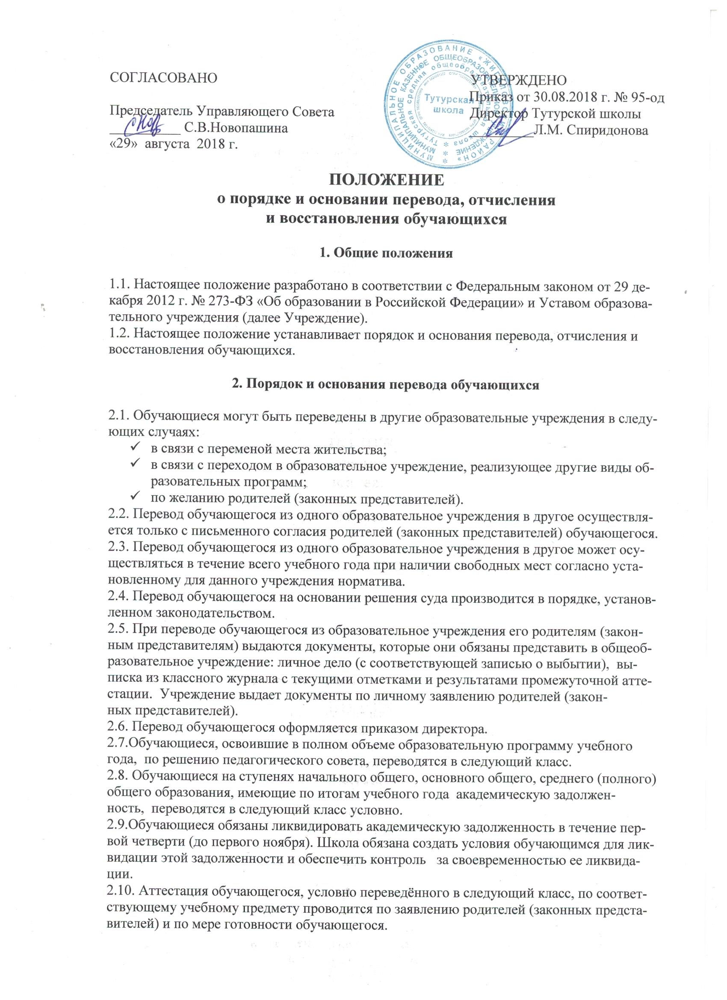 СОГЛАСОВАНО
УТВЕРЖДЕНО
Приказ от 30.08.2018 г. № 95-од
Председатель Управляющего Совета
Директор Тутурской школы
__________ С.В.Новопашина
_________Л.М. Спиридонова
«29» августа 2018 г.
МУНИЦИПАЛЬНОЕ ОБРАЗОВАНИЕ «ЖИГАЛОВСКИЙ РАЙОН»
МУНИЦИПАЛЬНОЕ КАЗЕННОЕ ОБЩЕОБРАЗОВАТЕЛЬНОЕ УЧРЕЖДЕНИЕ
Тутурская средняя общеобразовательная школа
Тутурская
школа
ПОЛОЖЕНИЕ
о порядке и основании перевода, отчисления
и восстановления обучающихся
1. Общие положения
1.1. Настоящее положение разработано в соответствии с Федеральным законом от 29 де-
кабря 2012 г. № 273-ФЗ «Об образовании в Российской Федерации» и Уставом образова-
тельного учреждения (далее Учреждение).
1.2. Настоящее положение устанавливает порядок и основания перевода, отчисления и
восстановления обучающихся.
2. Порядок и основания перевода обучающихся
2.1. Обучающиеся могут быть переведены в другие образовательные учреждения в следу-
ющих случаях:
✓ в связи с переменой места жительства;
✓ в связи с переходом в образовательное учреждение, реализующее другие виды об-
разовательных программ;
✓ по желанию родителей (законных представителей).
2.2. Перевод обучающегося из одного образовательное учреждения в другое осуществля-
ется только с письменного согласия родителей (законных представителей) обучающегося.
2.3. Перевод обучающегося из одного образовательное учреждения в другое может осу-
ществляться в течение всего учебного года при наличии свободных мест согласно уста-
новленному для данного учреждения норматива.
2.4. Перевод обучающегося на основании решения суда производится в порядке, установ-
ленном законодательством.
2.5. При переводе обучающегося из образовательное учреждения его родителям (закон-
ным представителям) выдаются документы, которые они обязаны представить в общеоб-
разовательное учреждение: личное дело (с соответствующей записью о выбытии), вы-
писка из классного журнала с текущими отметками и результатами промежуточной атте-
стации. Учреждение выдает документы по личному заявлению родителей (закон-
ных представителей).
2.6. Перевод обучающегося оформляется приказом директора.
2.7.Обучающиеся, освоившие в полном объеме образовательную программу учебного
года, по решению педагогического совета, переводятся в следующий класс.
2.8. Обучающиеся на ступенях начального общего, основного общего, среднего (полного)
общего образования, имеющие по итогам учебного года академическую задолжен-
ность, переводятся в следующий класс условно.
2.9.Обучающиеся обязаны ликвидировать академическую задолженность в течение пер-
вой четверти (до первого ноября). Школа обязана создать условия обучающимся для лик-
видации этой задолженности и обеспечить контроль за своевременностью ее ликвида-
ции.
2.10. Аттестация обучающегося, условно переведённого в следующий класс, по соответ-
ствующему учебному предмету проводится по заявлению родителей (законных предста-
вителей) и по мере готовности обучающегося.